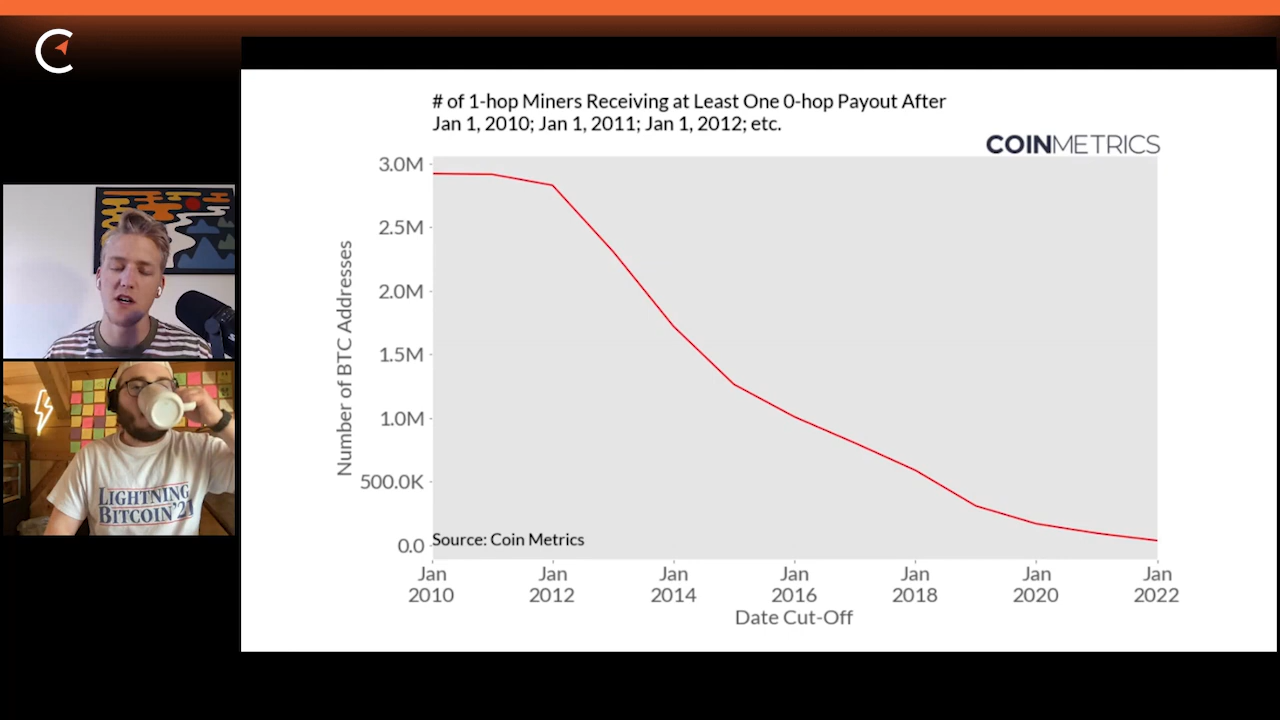 # of 1-hop Miners Receiving at Least One 0-hop Payout After
Jan 1, 2010; Jan 1, 2011; Jan 1, 2012; etc.
COINMETRICS
3.0M
2.5M
2.0M
1.5M
1.0M
500.0K
0.0
Number of BTC Addresses
Source: Coin Metrics
Jan
2010
Jan
2012
Jan
2014
Jan
2016
Jan
2018
Jan
2020
Jan
2022
Date Cut-Off
LIGHTNING
BITCOIN'21